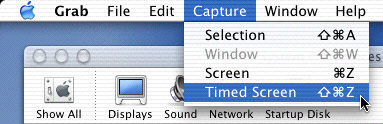 Grab File Edit Capture Window Help
Selection ⇧⌘A
Window ⇧⌘W
Screen ⌘Z
Timed Screen ⇧⌘Z
Show All Displays Sound Network Startup Disk